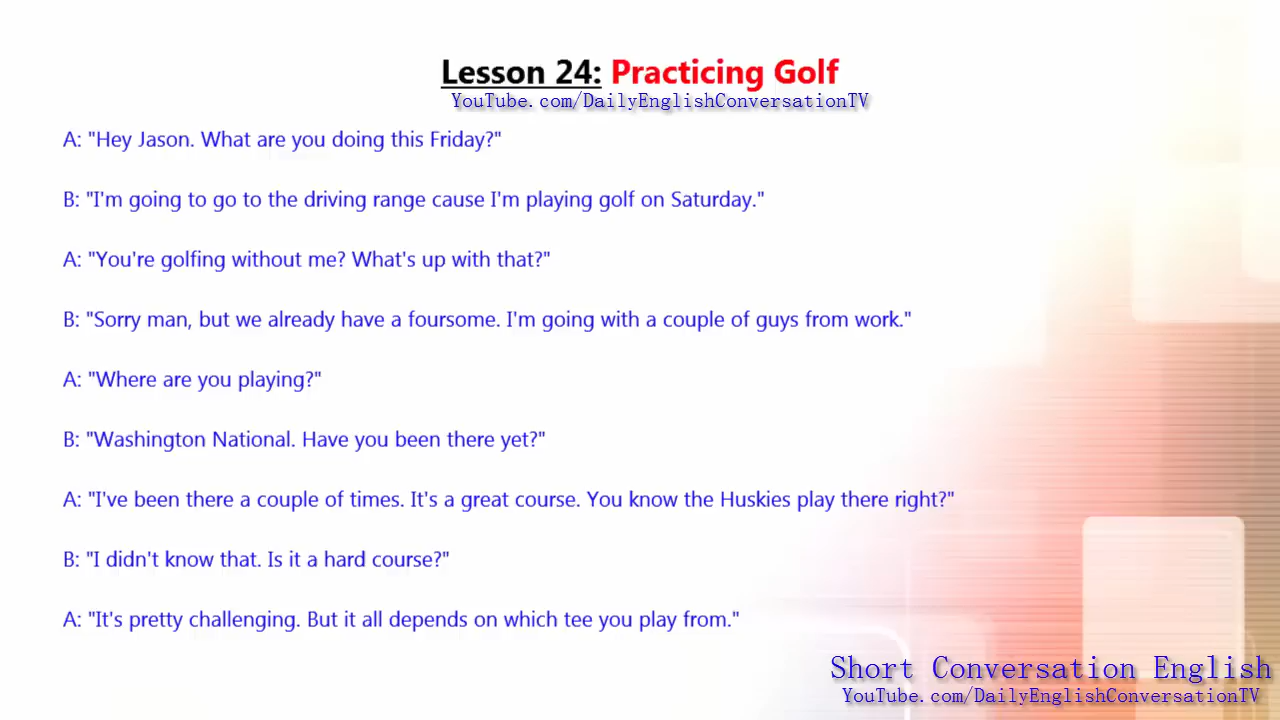 Lesson 24: Practicing Golf
YouTube.com/DailyEnglishConversationTV
A: "Hey Jason. What are you doing this Friday?"
B: "I'm going to go to the driving range cause I'm playing golf on Saturday."
A: "You're golfing without me? What's up with that?"
B: "Sorry man, but we already have a foursome. I'm going with a couple of guys from work."
A: "Where are you playing?"
B: "Washington National. Have you been there yet?"
A: "I've been there a couple of times. It's a great course. You know the Huskies play there right?"
B: "I didn't know that. Is it a hard course?"
A: "It's pretty challenging. But it all depends on which tee you play from."
Short Conversation English
YouTube.com/DailyEnglishConversationTV